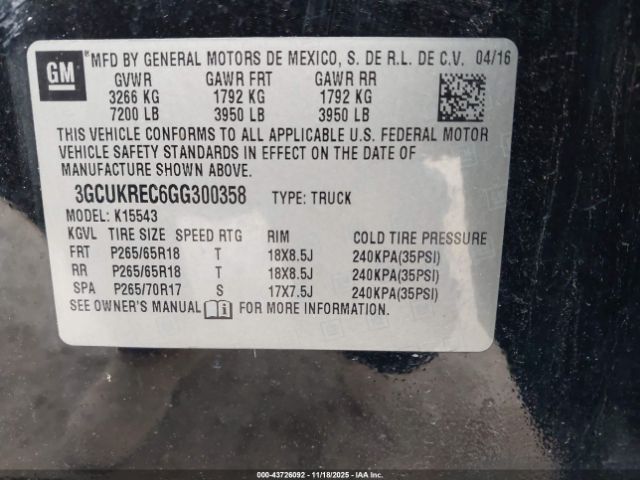 GM
MFD BY GENERAL MOTORS DE MEXICO, S. DE R.L. DE C.V. 04/16
GVWR GAWR FRT GAWR RR
3266 KG 1792 KG 1792 KG
7200 LB 3950 LB 3950 LB
THIS VEHICLE CONFORMS TO ALL APPLICABLE U.S. FEDERAL MOTOR
VEHICLE SAFETY STANDARDS IN EFFECT ON THE DATE OF
MANUFACTURE SHOWN ABOVE.
3GCUKREC6GG300358 TYPE: TRUCK
MODEL: K15543
KGVL TIRE SIZE SPEED RTG RIM COLD TIRE PRESSURE
FRT P265/65R18 T 18X8.5J 240KPA(35PSI)
RR P265/65R18 T 18X8.5J 240KPA(35PSI)
SPA P265/70R17 S 17X7.5J 240KPA(35PSI)
SEE OWNER'S MANUAL FOR MORE INFORMATION.
000-43726092 - 11/18/2025 - IAAI.CA